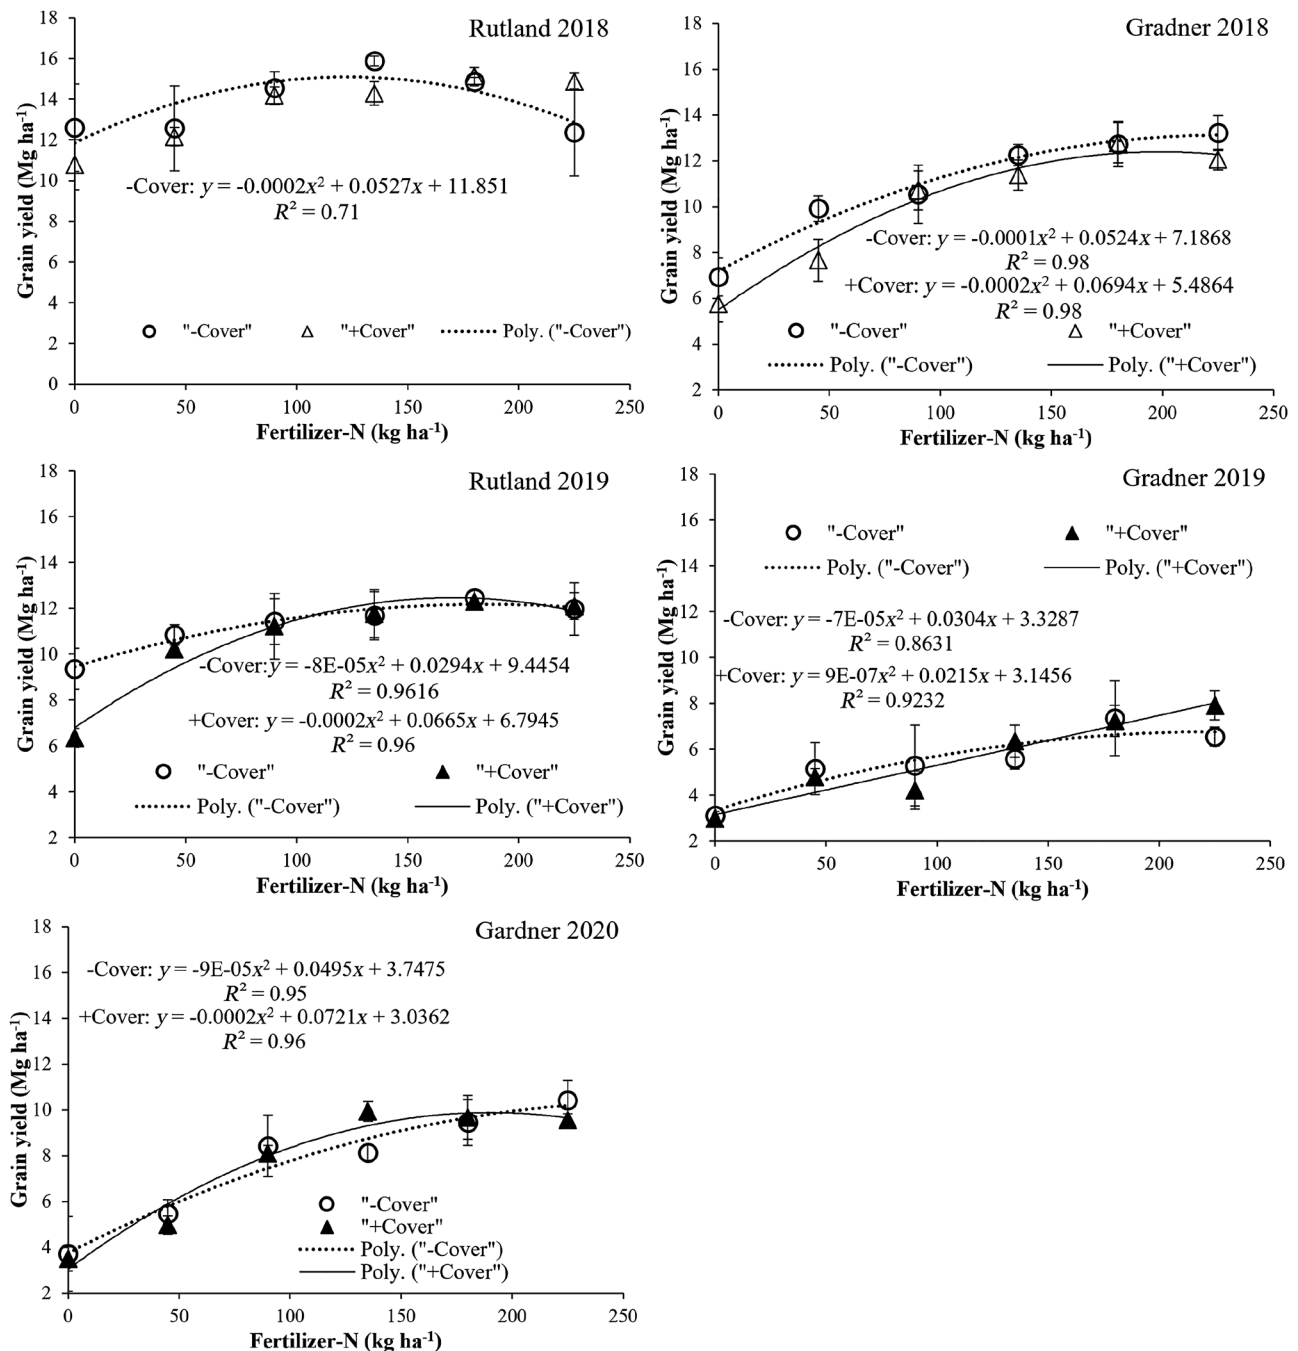 Rutland 2018
Grain yield (Mg ha⁻¹)
18
16
14
12
10
8
6
4
2
0
-Cover: y = -0.0002x² + 0.0527x + 11.851
R² = 0.71
"-Cover" "+Cover" Poly. ("-Cover")
0 50 100 150 200 250
Fertilizer-N (kg ha⁻¹)
Gradner 2018
Grain yield (Mg ha⁻¹)
18
16
14
12
10
8
6
4
2
-Cover: y = -0.0001x² + 0.0524x + 7.1868
R² = 0.98
+Cover: y = -0.0002x² + 0.0694x + 5.4864
R² = 0.98
"-Cover" "+Cover"
Poly. ("-Cover") Poly. ("+Cover")
0 50 100 150 200 250
Fertilizer-N (kg ha⁻¹)
Rutland 2019
Grain yield (Mg ha⁻¹)
18
16
14
12
10
8
6
4
2
-Cover: y = -8E-05x² + 0.0294x + 9.4454
R² = 0.9616
+Cover: y = -0.0002x² + 0.0665x + 6.7945
R² = 0.96
"-Cover" "+Cover"
Poly. ("-Cover") Poly. ("+Cover")
0 50 100 150 200 250
Fertilizer-N (kg ha⁻¹)
Gradner 2019
Grain yield (Mg ha⁻¹)
18
16
14
12
10
8
6
4
2
"-Cover" "+Cover"
Poly. ("-Cover") Poly. ("+Cover")
-Cover: y = -7E-05x² + 0.0304x + 3.3287
R² = 0.8631
+Cover: y = 9E-07x² + 0.0215x + 3.1456
R² = 0.9232
0 50 100 150 200 250
Fertilizer-N (kg ha⁻¹)
Gardner 2020
Grain yield (Mg ha⁻¹)
18
16
14
12
10
8
6
4
2
-Cover: y = -9E-05x² + 0.0495x + 3.7475
R² = 0.95
+Cover: y = -0.0002x² + 0.0721x + 3.0362
R² = 0.96
"-Cover"
"+Cover"
Poly. ("-Cover")
Poly. ("+Cover")
0 50 100 150 200 250
Fertilizer-N (kg ha⁻¹)